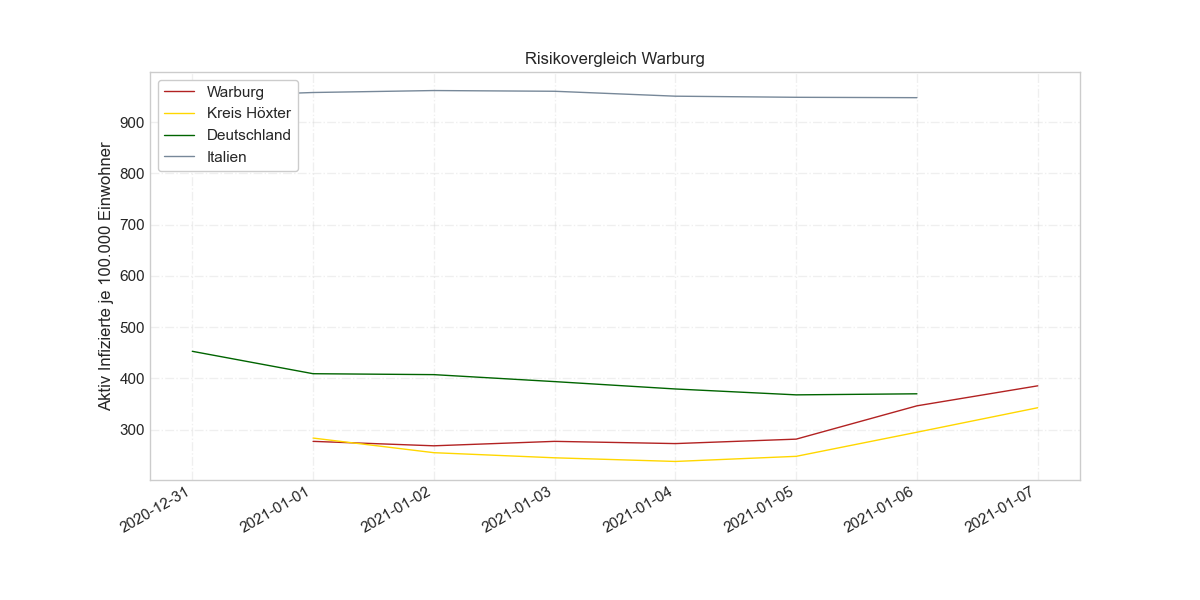 Risikovergleich Warburg
Warburg
Kreis Höxter
Deutschland
Italien
Aktiv Infizierte je 100.000 Einwohner
900
800
700
600
500
400
300
2020-12-31
2021-01-01
2021-01-02
2021-01-03
2021-01-04
2021-01-05
2021-01-06
2021-01-07